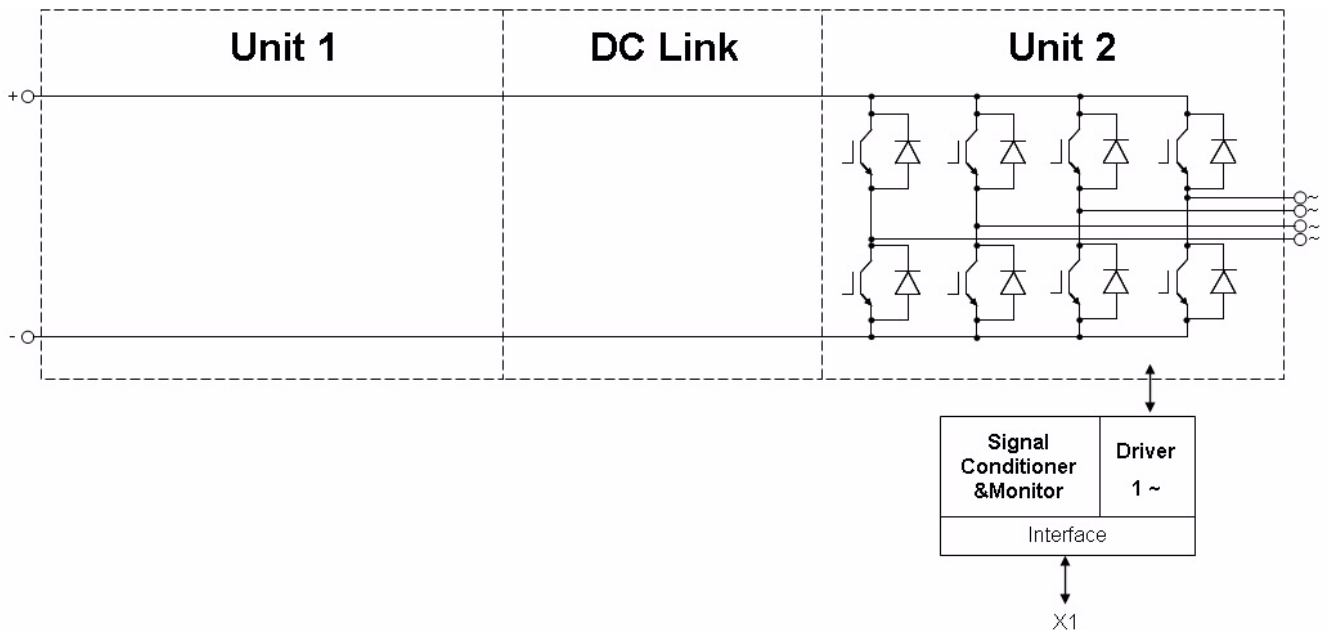 Unit 1
DC Link
Unit 2
+
~
~
~
~
-
Signal
Conditioner
&Monitor
Driver
1 ~
Interface
X1